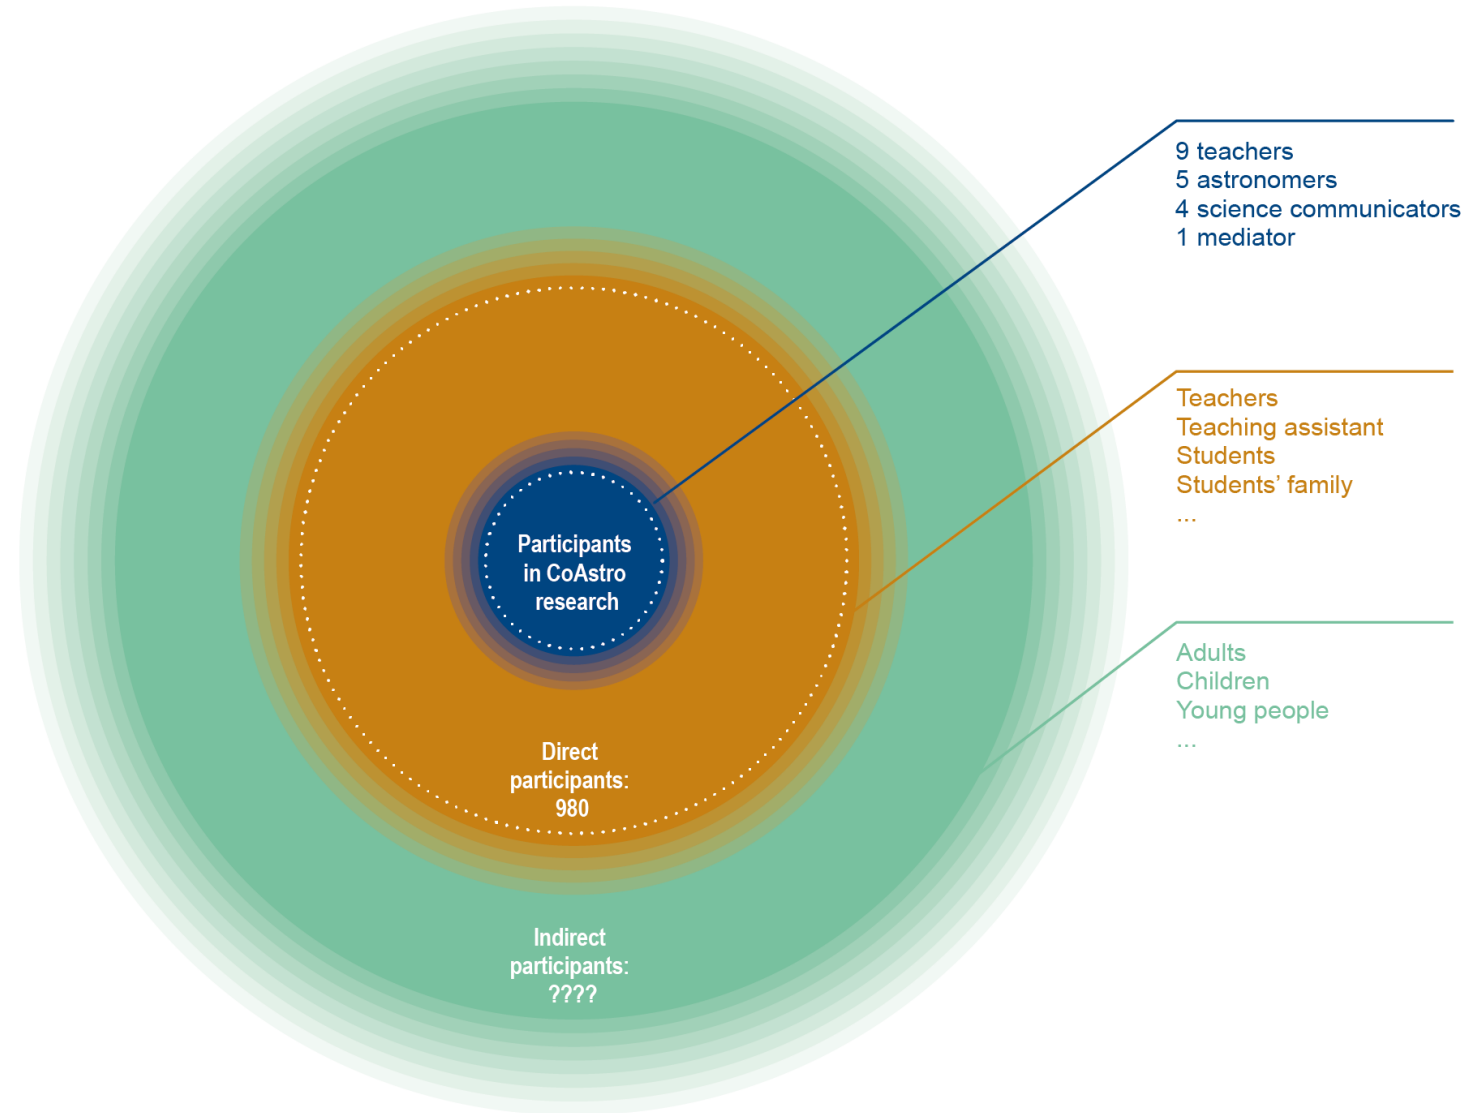 9 teachers
5 astronomers
4 science communicators
1 mediator
Teachers
Teaching assistant
Students
Students’ family
...
Participants
in CoAstro
research
Adults
Children
Young people
...
Direct
participants:
980
Indirect
participants:
????